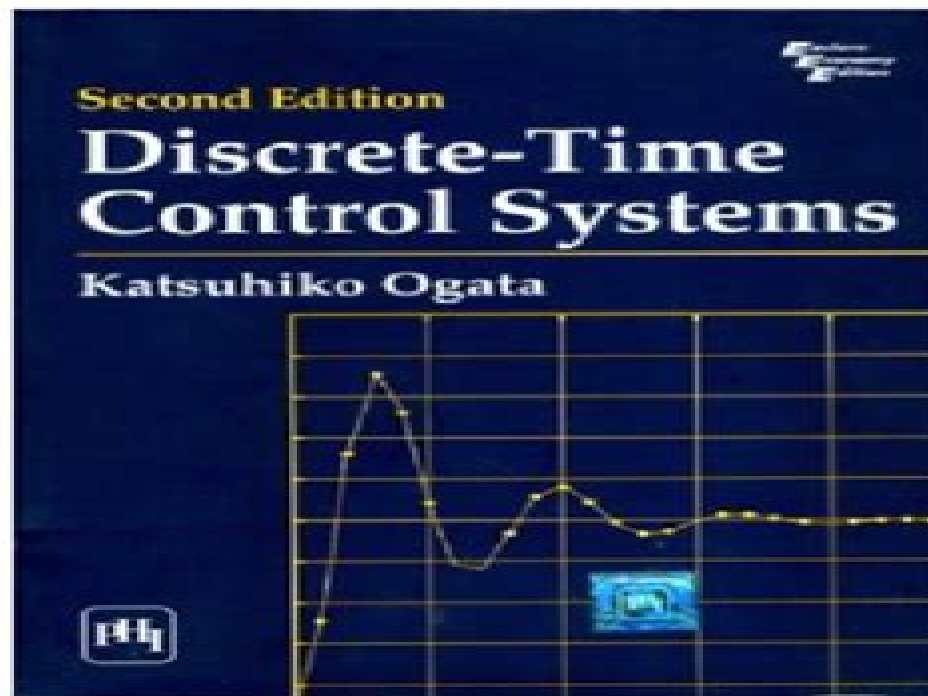 Second Edition
Discrete-Time
Control Systems
Katsuhiko Ogata
PHI